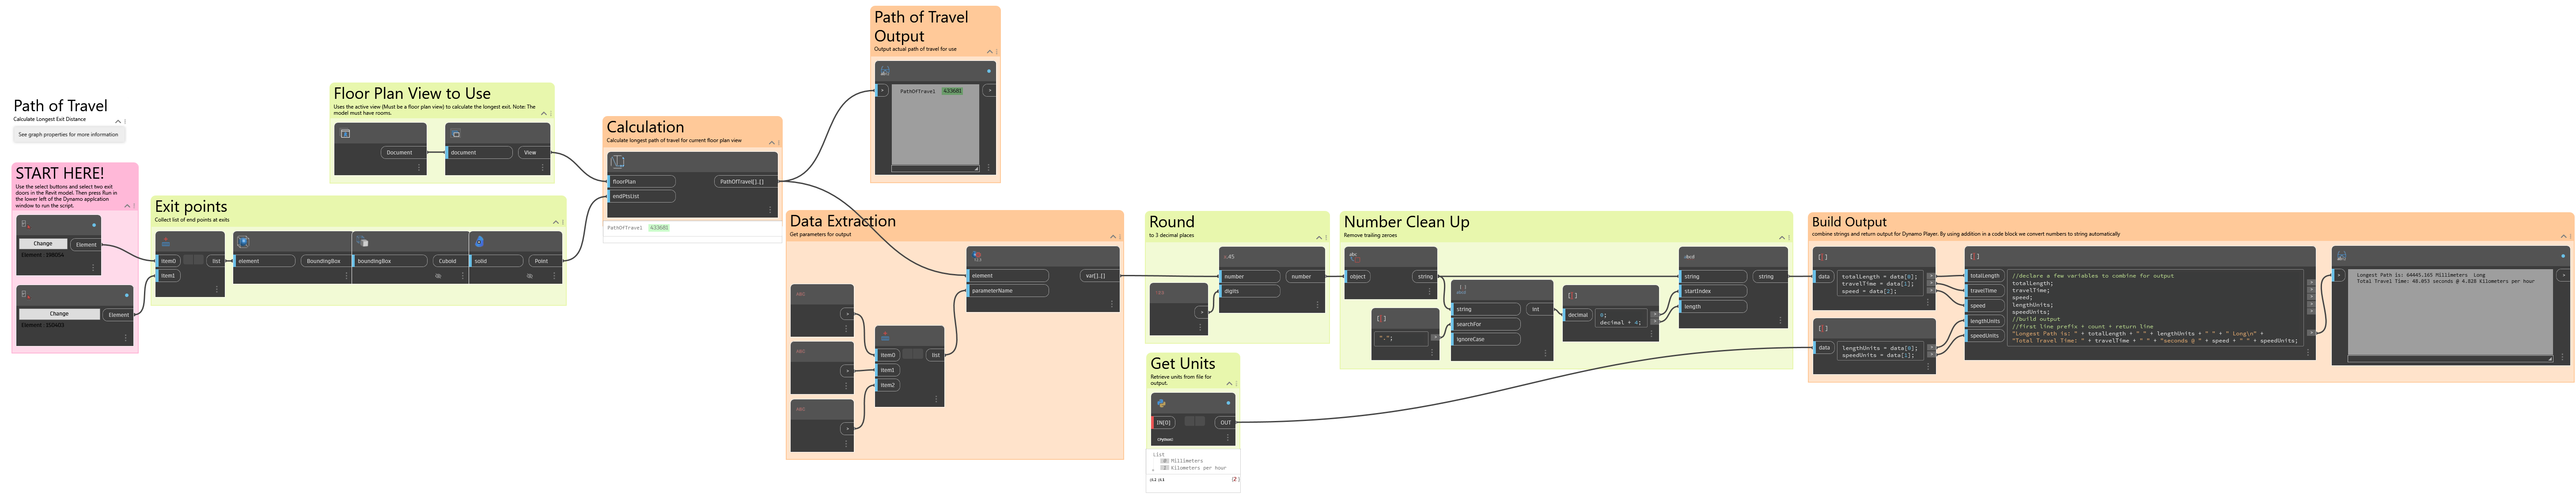 Path of Travel
Calculate Longest Exit Distance
See graph properties for more information
START HERE!
Use the select buttons and select two exit
doors in the Revit model. Then press Run in
the lower left of the Dynamo application
window to run the script.
Change
Element
Change
Element
Exit points
Collect list of end points at exits
item0
list
item1
element
BoundingBox
boundingBox
Cuboid
solid
Point
Floor Plan View to Use
Uses the active view (Must be a floor plan view) to calculate the longest exit. Note: The
model must have rooms.
Document
document
View
Calculation
Calculate longest path of travel for current floor plan view
floorPlan
PathOfTravel[]..[]
endPtsList
PathOfTravel 433681
Path of Travel
Output
Output actual path of travel for use
>
PathOfTravel 433681
>
Data Extraction
Get parameters for output
>
>
>
item0
list
item1
item2
element
var[]..[]
parameterName
Round
to 3 decimal places
number
number
digits
>
Get Units
Retrieve units from file for
output.
IN[0]
OUT
CPython3
List
0 Millimeters
1 Kilometers per hour
@L2 @L1
{2}
Number Clean Up
Remove trailing zeroes
abc
object
string
".";
string
int
searchFor
ignoreCase
decimal
0;
decimal + 4;
string
string
startIndex
length
Build Output
combine strings and return output for Dynamo Player. By using addition in a code block we convert numbers to string automatically
data
totalLength = data[0];
travelTime = data[1];
speed = data[2];
data
lengthUnits = data[0];
speedUnits = data[1];
totalLength
travelTime
speed
lengthUnits
speedUnits
//declare a few variables to combine for output
totalLength;
travelTime;
speed;
lengthUnits;
speedUnits;
//build output
//first line prefix + count + return line
"Longest Path is: " + totalLength + " " + lengthUnits + " " + " Long\n" +
"Total Travel Time: " + travelTime + " " + "seconds @ " + speed + " " + speedUnits;
>
Longest Path is: 64445.165 Millimeters Long
Total Travel Time: 48.053 seconds @ 4.828 Kilometers per hour
>